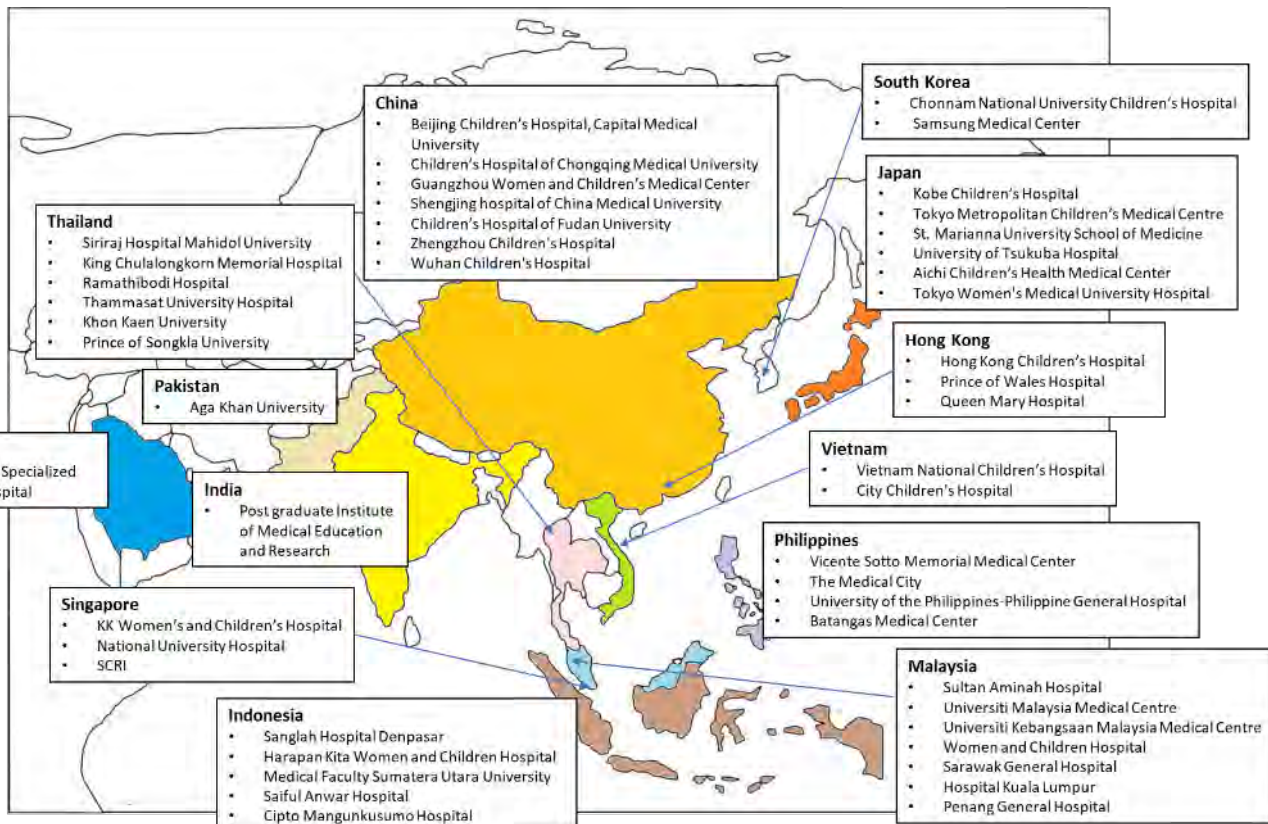 South Korea
• Chonnam National University Children's Hospital
• Samsung Medical Center
China
• Beijing Children's Hospital, Capital Medical
University
• Children's Hospital of Chongqing Medical University
• Guangzhou Women and Children's Medical Center
• Shengjing hospital of China Medical University
• Children's Hospital of Fudan University
• Zhengzhou Children's Hospital
• Wuhan Children's Hospital
Japan
• Kobe Children's Hospital
• Tokyo Metropolitan Children's Medical Centre
• St. Marianna University School of Medicine
• University of Tsukuba Hospital
• Aichi Children's Health Medical Center
• Tokyo Women's Medical University Hospital
Thailand
• Siriraj Hospital Mahidol University
• King Chulalongkorn Memorial Hospital
• Ramathibodi Hospital
• Thammasat University Hospital
• Khon Kaen University
• Prince of Songkla University
Hong Kong
• Hong Kong Children's Hospital
• Prince of Wales Hospital
• Queen Mary Hospital
Pakistan
• Aga Khan University
Specialized
spital
India
• Post graduate Institute
of Medical Education
and Research
Vietnam
• Vietnam National Children's Hospital
• City Children's Hospital
Philippines
• Vicente Sotto Memorial Medical Center
• The Medical City
• University of the Philippines-Philippine General Hospital
• Batangas Medical Center
Singapore
• KK Women's and Children's Hospital
• National University Hospital
• SCRI
Malaysia
• Sultan Aminah Hospital
• Universiti Malaysia Medical Centre
• Universiti Kebangsaan Malaysia Medical Centre
• Women and Children Hospital
• Sarawak General Hospital
• Hospital Kuala Lumpur
• Penang General Hospital
Indonesia
• Sanglah Hospital Denpasar
• Harapan Kita Women and Children Hospital
• Medical Faculty Sumatera Utara University
• Saiful Anwar Hospital
• Cipto Mangunkusumo Hospital